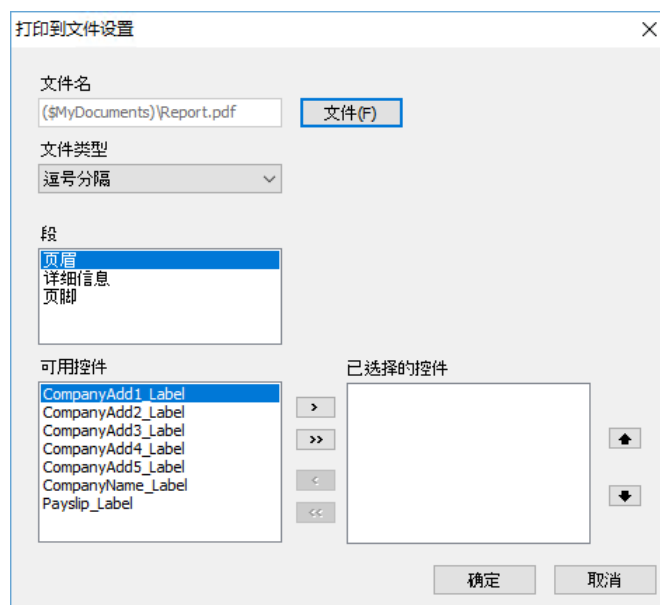 打印到文件设置
文件名
($MyDocuments)\Report.pdf
文件(F)
文件类型
逗号分隔
段
页眉
详细信息
页脚
可用控件
已选择的控件
CompanyAdd1_Label
CompanyAdd2_Label
CompanyAdd3_Label
CompanyAdd4_Label
CompanyAdd5_Label
CompanyName_Label
Payslip_Label
>
>>
<
<<
确定
取消